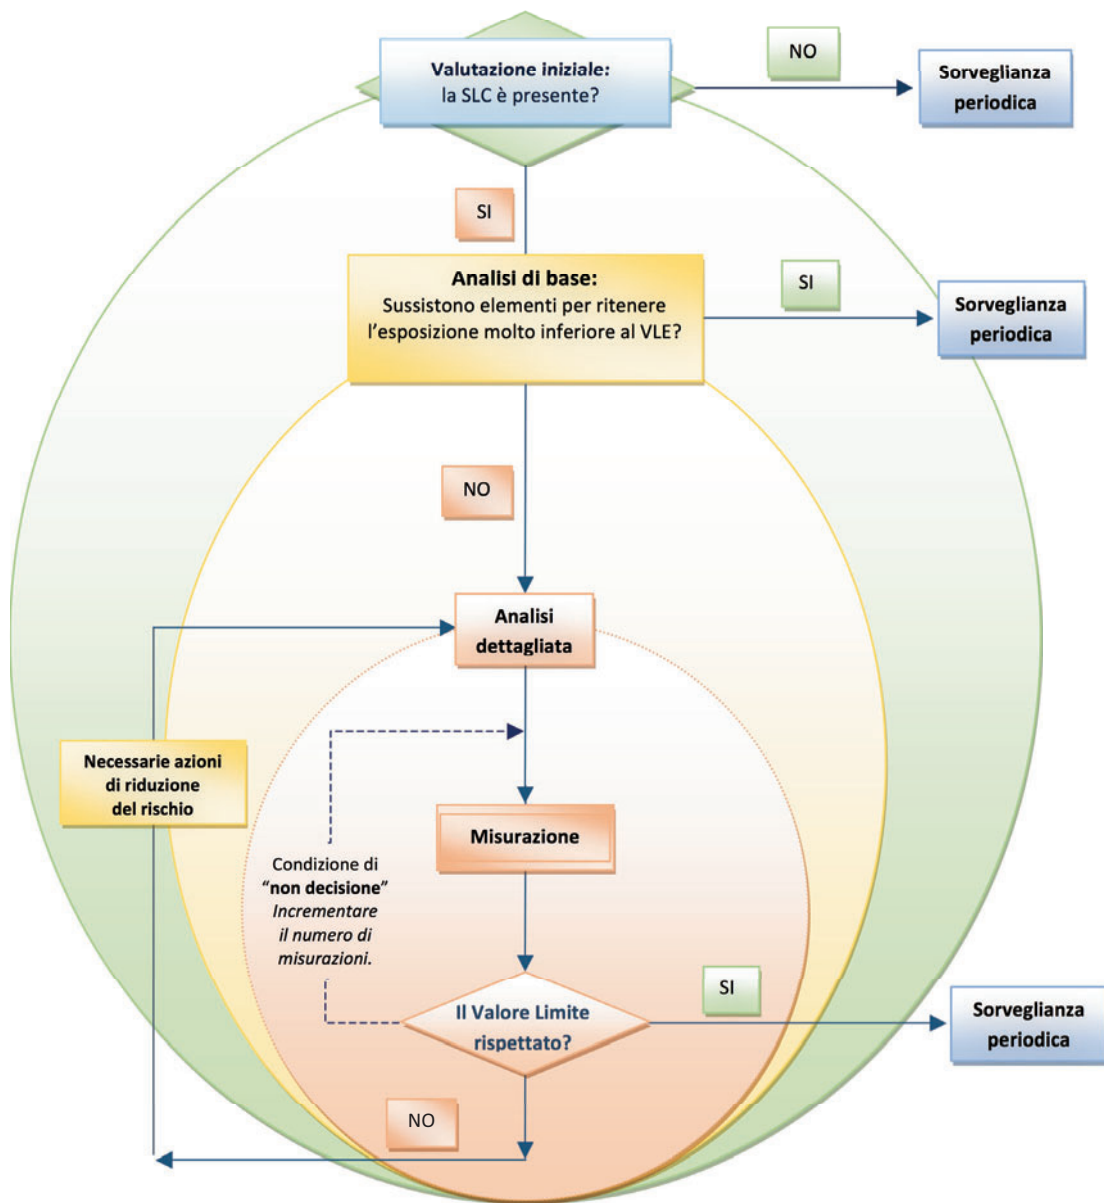 Valutazione iniziale:
la SLC è presente?
NO
Sorveglianza
periodica
SI
Analisi di base:
Sussistono elementi per ritenere
l’esposizione molto inferiore al VLE?
SI
Sorveglianza
periodica
NO
Analisi
dettagliata
Necessarie azioni
di riduzione
del rischio
Misurazione
Condizione di
“non decisione”
Incrementare
il numero di
misurazioni.
Il Valore Limite
rispettato?
SI
Sorveglianza
periodica
NO